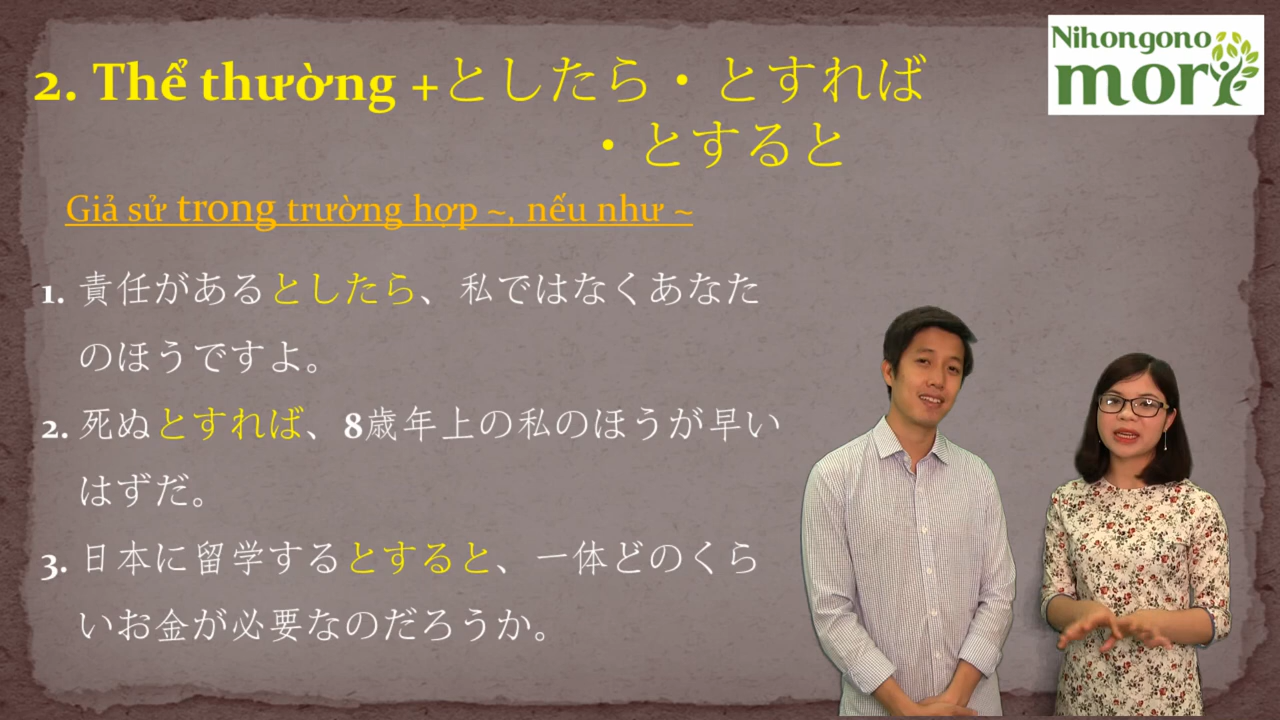 Nihongono
mori
2. Thể thường +としたら・とすれば
・とすると
Giả sử trong trường hợp ~, nếu như ~
1. 責任があるとしたら、私ではなくあなた
のほうですよ。
2. 死ぬとすれば、8歳年上の私のほうが早い
はずだ。
3. 日本に留学するとすると、一体どのくら
いお金が必要なのだろうか。